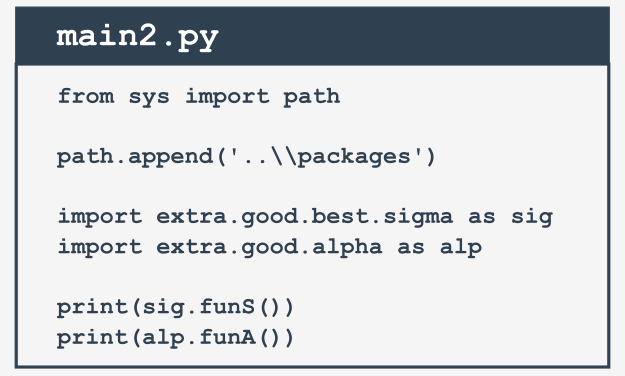 main2.py
from sys import path
path.append('..\\packages')
import extra.good.best.sigma as sig
import extra.good.alpha as alp
print(sig.funS())
print(alp.funA())